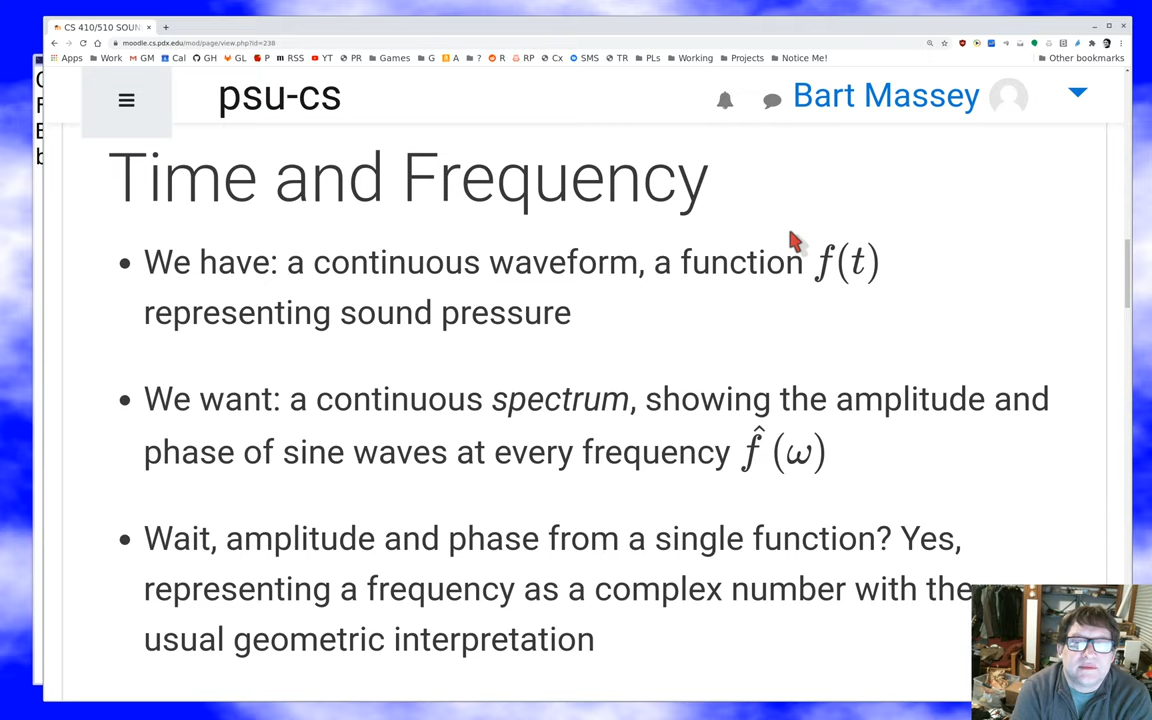 CS 410/510 SOUN
moodle.cs.pdx.edu/mod/page/view.php?id=238
Apps Work GM Cal GH GL P RSS YT PR Games G A ? R RP Cx SMS TR PLs Working Projects Notice Me! Other bookmarks
psu-cs Bart Massey
Time and Frequency
• We have: a continuous waveform, a function f(t)
representing sound pressure
• We want: a continuous spectrum, showing the amplitude and
phase of sine waves at every frequency f̂(ω)
• Wait, amplitude and phase from a single function? Yes,
representing a frequency as a complex number with the
usual geometric interpretation